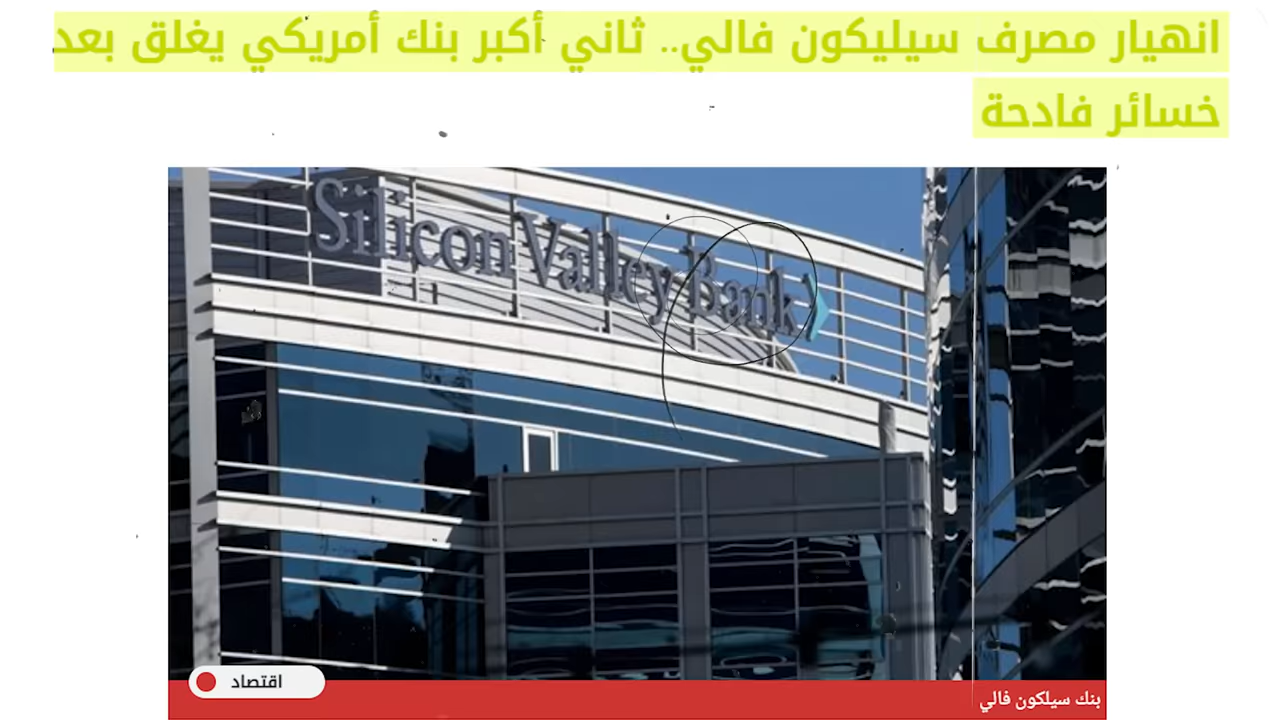 انهيار مصرف سيليكون فالي.. ثاني أكبر بنك أمريكي يغلق بعد
خسائر فادحة
Silicon Valley Bank
اقتصاد
بنك سيلكون فالي